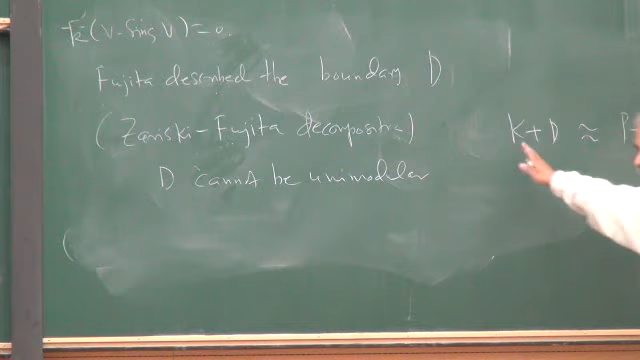 k̄(V-Sing V)=0.
Fujita described the boundary D
(Zariski-Fujita decomposition)
K+D ≈ P
D cannot be unimodular
(